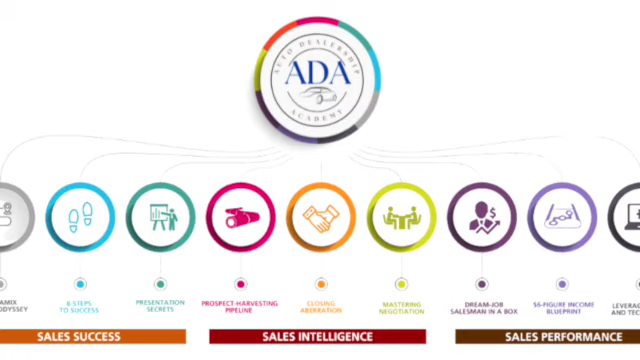 AUTO DEALERSHIP
ADA
ACADEMY
$
AMIX
ODYSSEY
STEPS
TO SUCCESS
PRESENTATION
SECRETS
PROSPECT-HARVESTING
PIPELINE
CLOSING
ABERRATION
MASTERING
NEGOTIATION
DREAM-JOB
SALESMAN IN A BOX
$6-FIGURE INCOME
BLUEPRINT
LEVERAG
AND TEC
SALES SUCCESS
SALES INTELLIGENCE
SALES PERFORMANCE